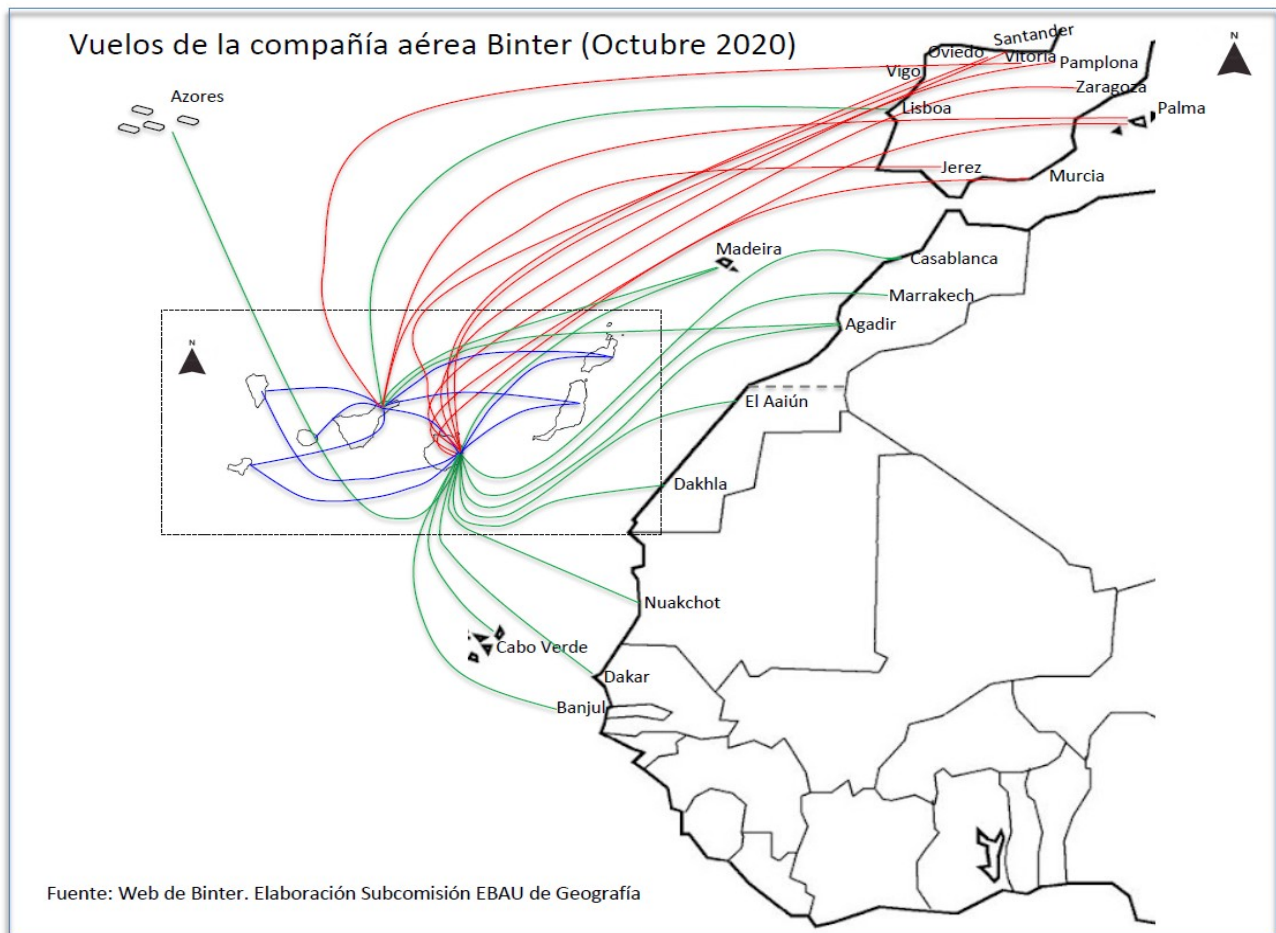 Vuelos de la compañía aérea Binter (Octubre 2020)
N
Santander
Oviedo
Vitoria
Pamplona
Vigo
Zaragoza
Azores
Lisboa
Palma
Jerez
Murcia
Madeira
Casablanca
Marrakech
Agadir
N
El Aaiún
Dakhla
Nuakchot
Cabo Verde
Dakar
Banjul
Fuente: Web de Binter. Elaboración Subcomisión EBAU de Geografía